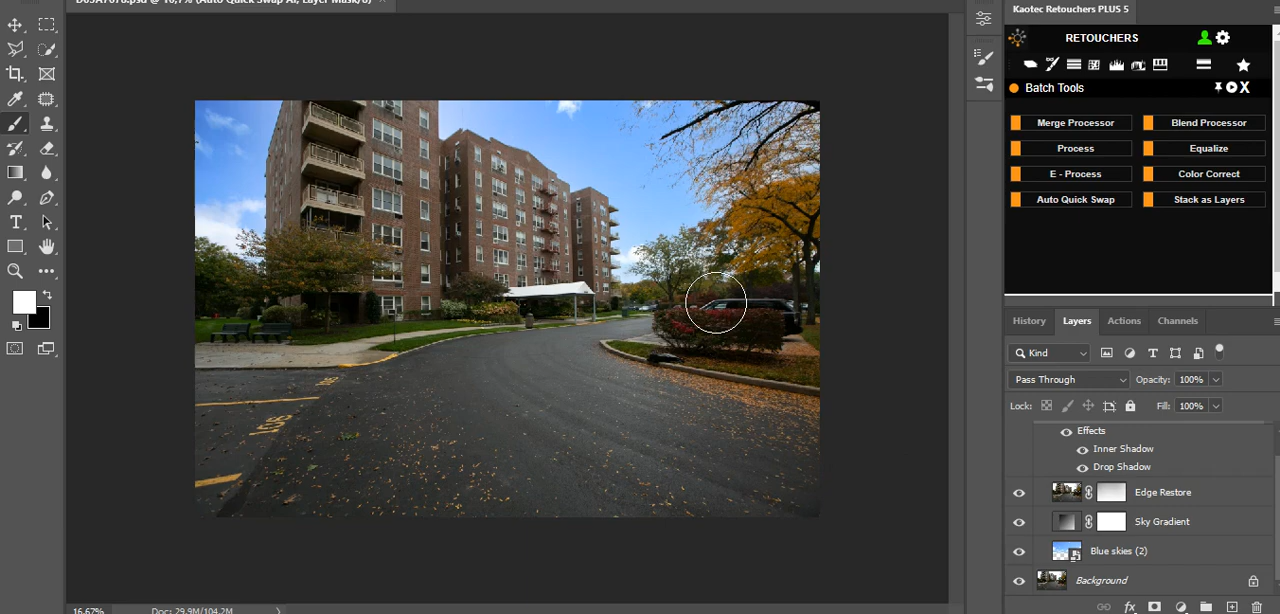 D85A7078.psd @ 16,7% (Auto Quick Swap AI, Layer Mask/8)
Kaotec Retouchers PLUS 5
RETOUCHERS
Batch Tools
X
Merge Processor
Blend Processor
Process
Equalize
E - Process
Color Correct
Auto Quick Swap
Stack as Layers
History
Layers
Actions
Channels
Kind
Pass Through
Opacity: 100%
Lock:
Fill: 100%
Effects
Inner Shadow
Drop Shadow
Edge Restore
Sky Gradient
Blue skies (2)
Background
fx
16,67%
Doc: 29,9M/104,2M